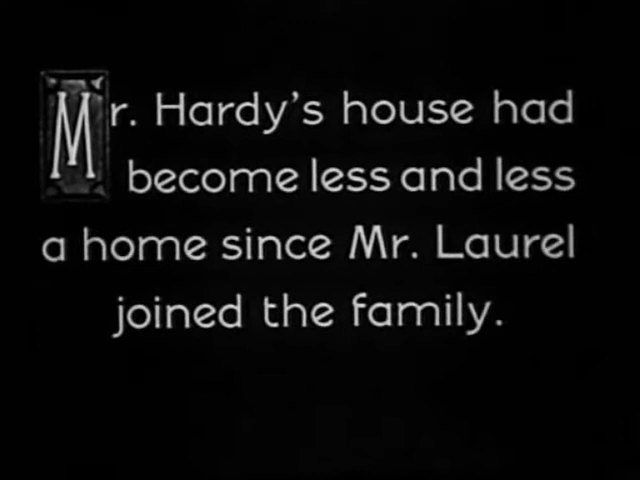 Mr. Hardy's house had
become less and less
a home since Mr. Laurel
joined the family.